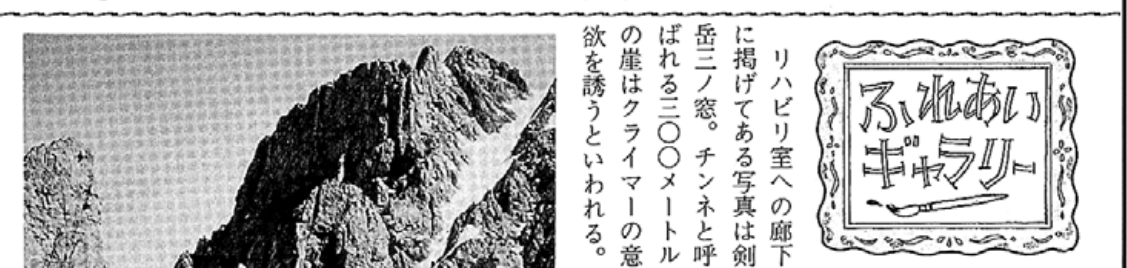 ふれあい
ギャラリー
リハビリ室への廊下
に掲げてある写真は剣
岳三ノ窓。チンネと呼
ばれる三〇〇メートル
の崖はクライマーの意
欲を誘うといわれる。